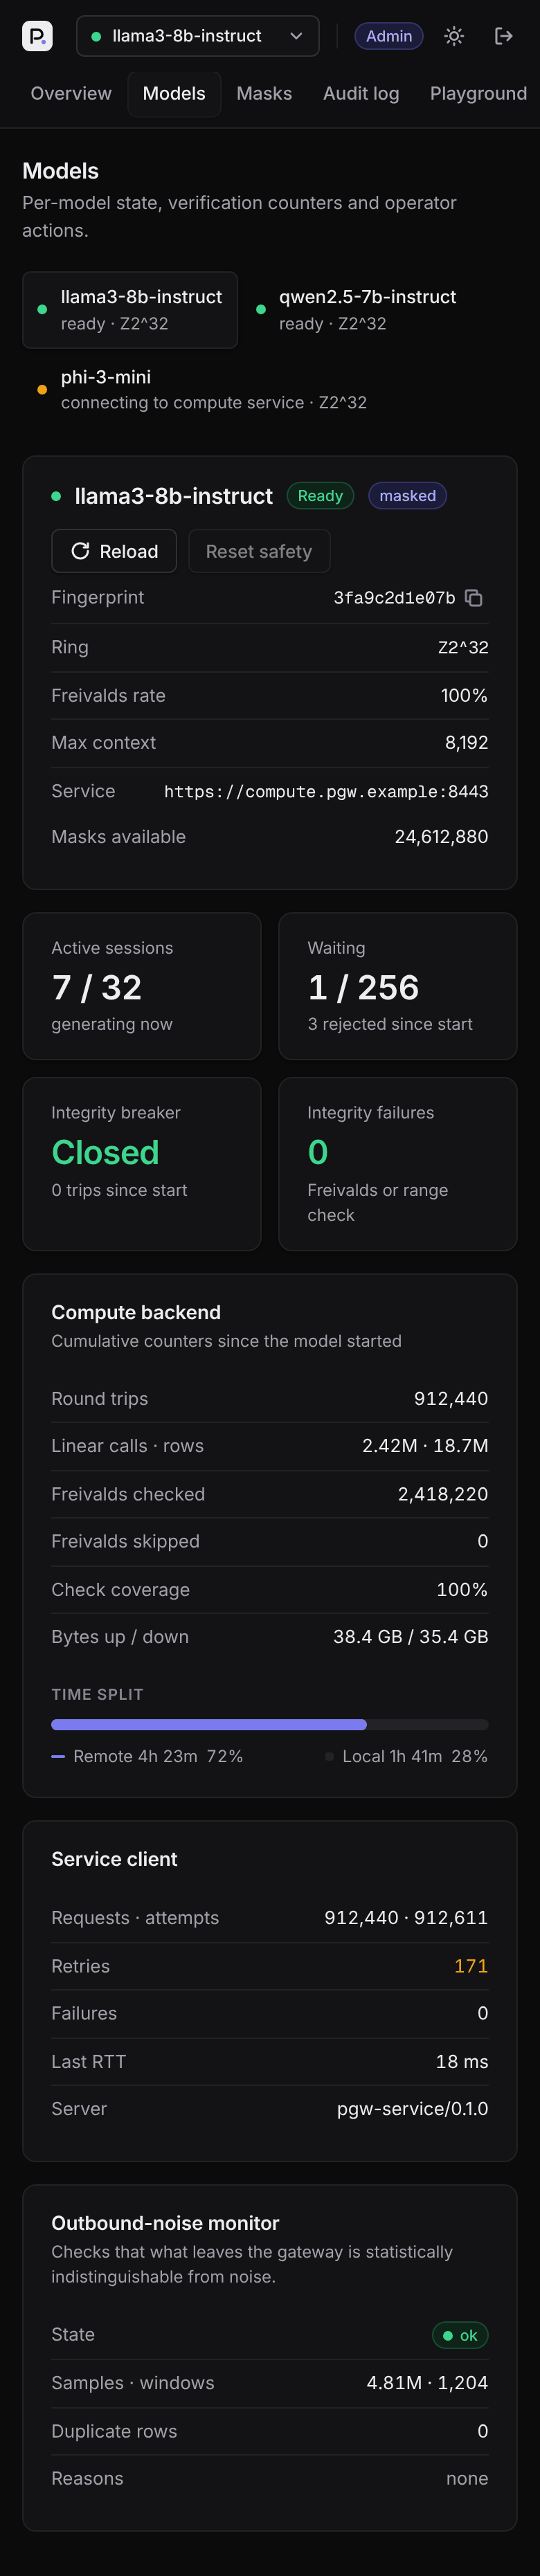 P.
llama3-8b-instruct
Admin
Overview Models Masks Audit log Playground
Models
Per-model state, verification counters and operator
actions.
llama3-8b-instruct
ready · Z2^32
qwen2.5-7b-instruct
ready · Z2^32
phi-3-mini
connecting to compute service · Z2^32
llama3-8b-instruct Ready masked
Reload Reset safety
Fingerprint 3fa9c2d1e07b
Ring Z2^32
Freivalds rate 100%
Max context 8,192
Service https://compute.pgw.example:8443
Masks available 24,612,880
Active sessions
7 / 32
generating now
Waiting
1 / 256
3 rejected since start
Integrity breaker
Closed
0 trips since start
Integrity failures
0
Freivalds or range
check
Compute backend
Cumulative counters since the model started
Round trips 912,440
Linear calls · rows 2.42M · 18.7M
Freivalds checked 2,418,220
Freivalds skipped 0
Check coverage 100%
Bytes up / down 38.4 GB / 35.4 GB
TIME SPLIT
Remote 4h 23m 72% Local 1h 41m 28%
Service client
Requests · attempts 912,440 · 912,611
Retries 171
Failures 0
Last RTT 18 ms
Server pgw-service/0.1.0
Outbound-noise monitor
Checks that what leaves the gateway is statistically
indistinguishable from noise.
State ok
Samples · windows 4.81M · 1,204
Duplicate rows 0
Reasons none